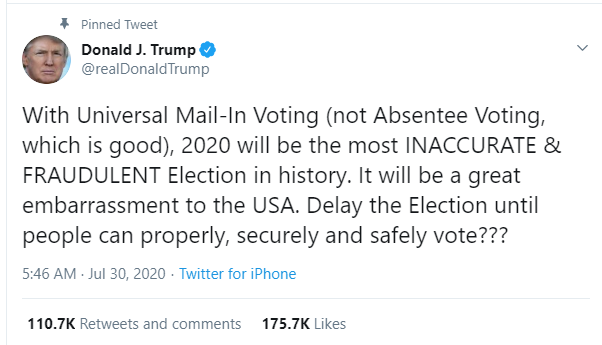 Pinned Tweet
Donald J. Trump
@realDonaldTrump
With Universal Mail-In Voting (not Absentee Voting,
which is good), 2020 will be the most INACCURATE &
FRAUDULENT Election in history. It will be a great
embarrassment to the USA. Delay the Election until
people can properly, securely and safely vote???
5:46 AM · Jul 30, 2020 · Twitter for iPhone
110.7K Retweets and comments 175.7K Likes